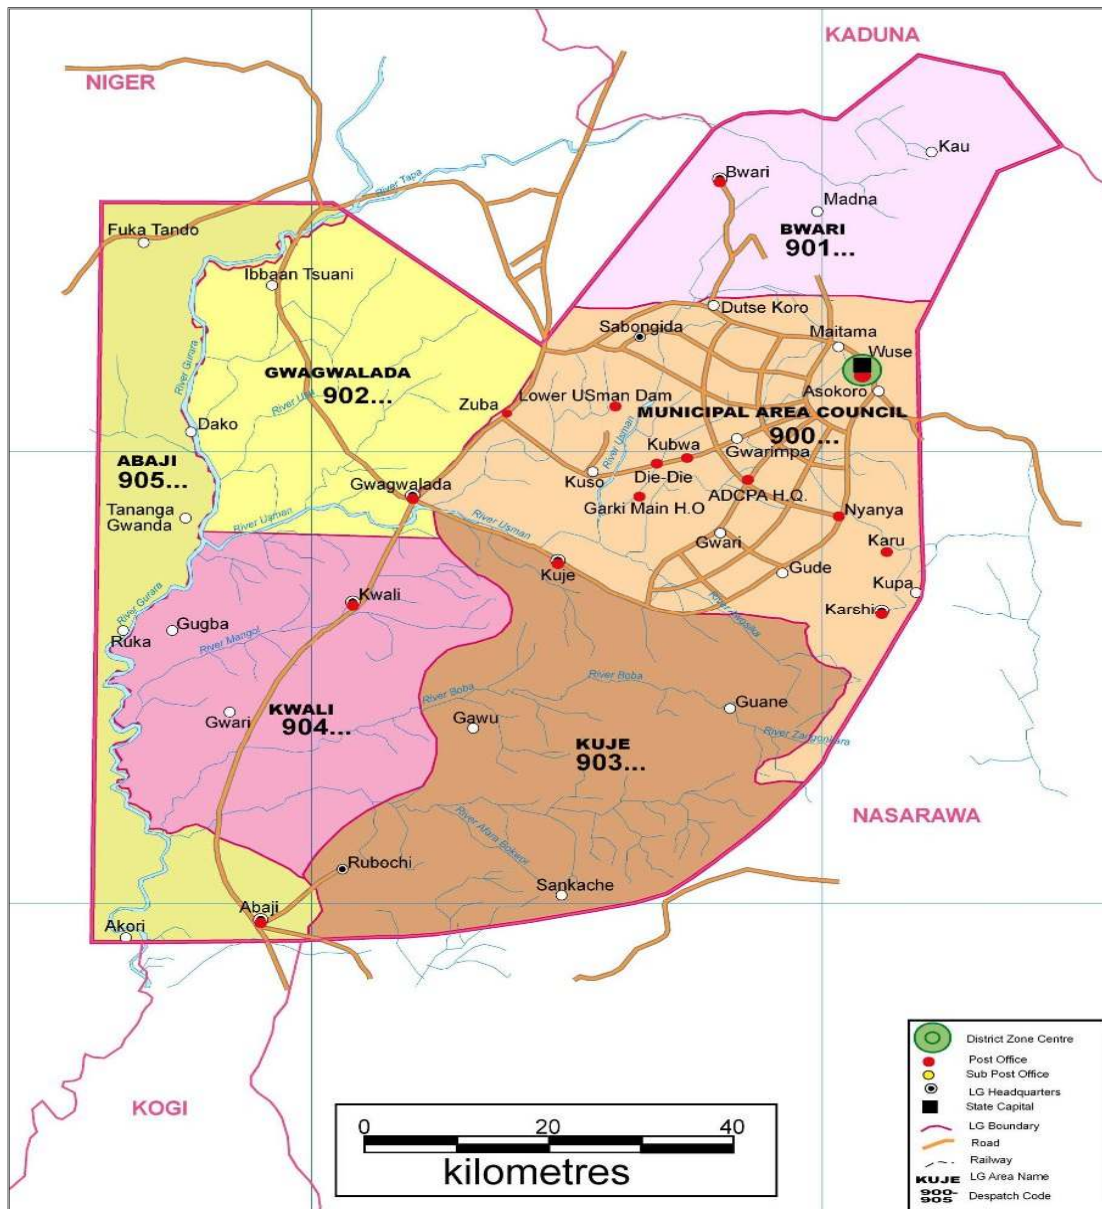 KADUNA
NIGER
Kau
Bwari
River Tapa
Madna
BWARI
901...
Fuka Tando
Ibbaan Tsuani
Dutse Koro
Sabongida
Maitama
Wuse
River Gurara
GWAGWALADA
902...
Asokoro
Zuba
Lower USman Dam
MUNICIPAL AREA COUNCIL
900...
Dako
River Usman
Kubwa
Gwarimpa
ABAJI
905...
Kuso
Die-Die
Gwagwalada
ADCPA H.Q.
Tananga
Gwanda
Garki Main H.O
Nyanya
River Usman
River Usman
Gwari
Karu
Kuje
Gude
Kupa
River Gurara
Kwali
Karshi
Ruka
Gugba
River Mangol
River Boba
River Boba
Gwari
KWALI
904...
Gawu
Guane
KUJE
903...
NASARAWA
Rubochi
Sankache
Abaji
Akori
KOGI
0 20 40
kilometres
District Zone Centre
Post Office
Sub Post Office
LG Headquarters
State Capital
LG Boundary
Road
Railway
KUJE LG Area Name
900-
905 Despatch Code